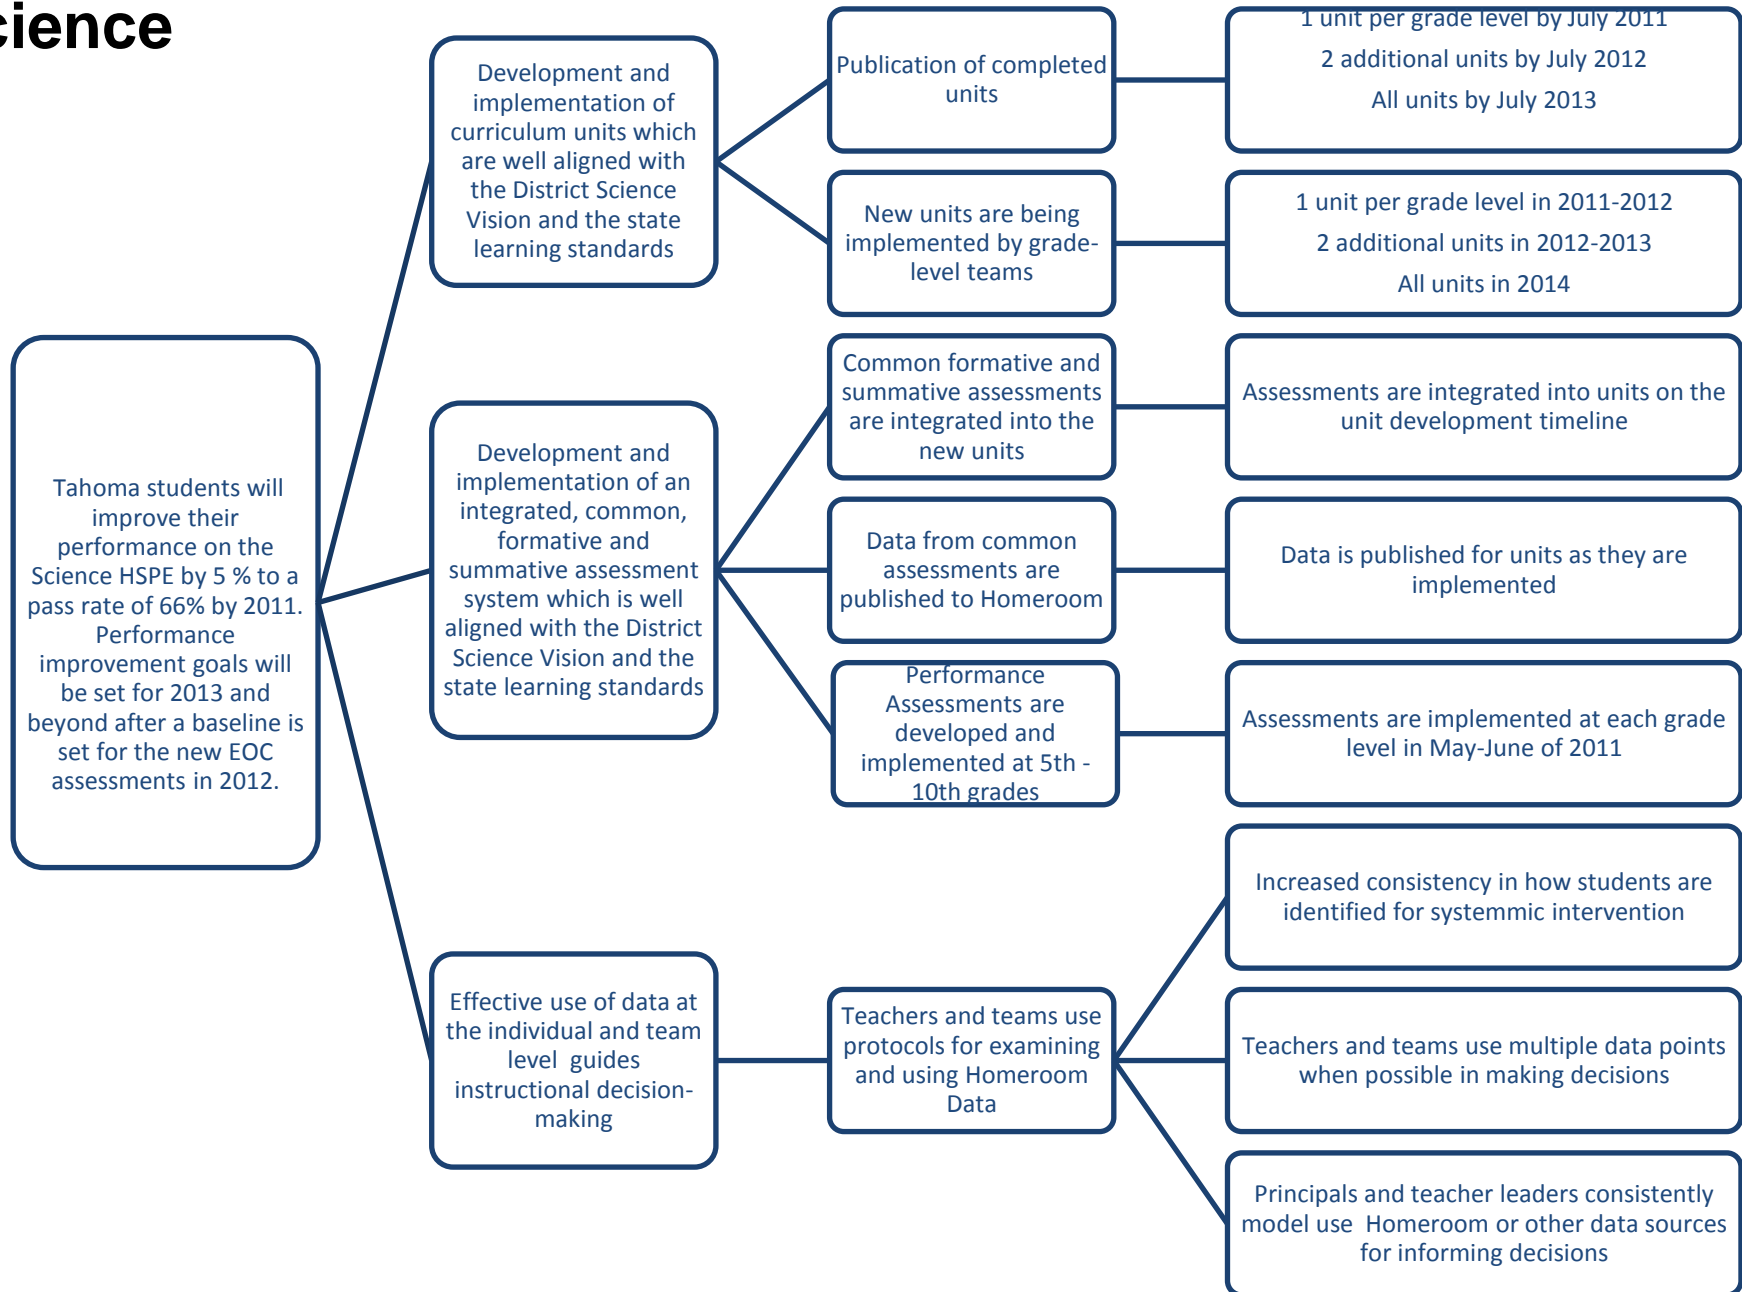 cience
Tahoma students will
improve their
performance on the
Science HSPE by 5 % to a
pass rate of 66% by 2011.
Performance
improvement goals will
be set for 2013 and
beyond after a baseline is
set for the new EOC
assessments in 2012.
Development and
implementation of
curriculum units which
are well aligned with
the District Science
Vision and the state
learning standards
Publication of completed
units
1 unit per grade level by July 2011
2 additional units by July 2012
All units by July 2013
New units are being
implemented by grade-
level teams
1 unit per grade level in 2011-2012
2 additional units in 2012-2013
All units in 2014
Development and
implementation of an
integrated, common,
formative and
summative assessment
system which is well
aligned with the District
Science Vision and the
state learning standards
Common formative and
summative assessments
are integrated into the
new units
Assessments are integrated into units on the
unit development timeline
Data from common
assessments are
published to Homeroom
Data is published for units as they are
implemented
Performance
Assessments are
developed and
implemented at 5th -
10th grades
Assessments are implemented at each grade
level in May-June of 2011
Effective use of data at
the individual and team
level  guides
instructional decision-
making
Teachers and teams use
protocols for examining
and using Homeroom
Data
Increased consistency in how students are
identified for systemmic intervention
Teachers and teams use multiple data points
when possible in making decisions
Principals and teacher leaders consistently
model use  Homeroom or other data sources
for informing decisions